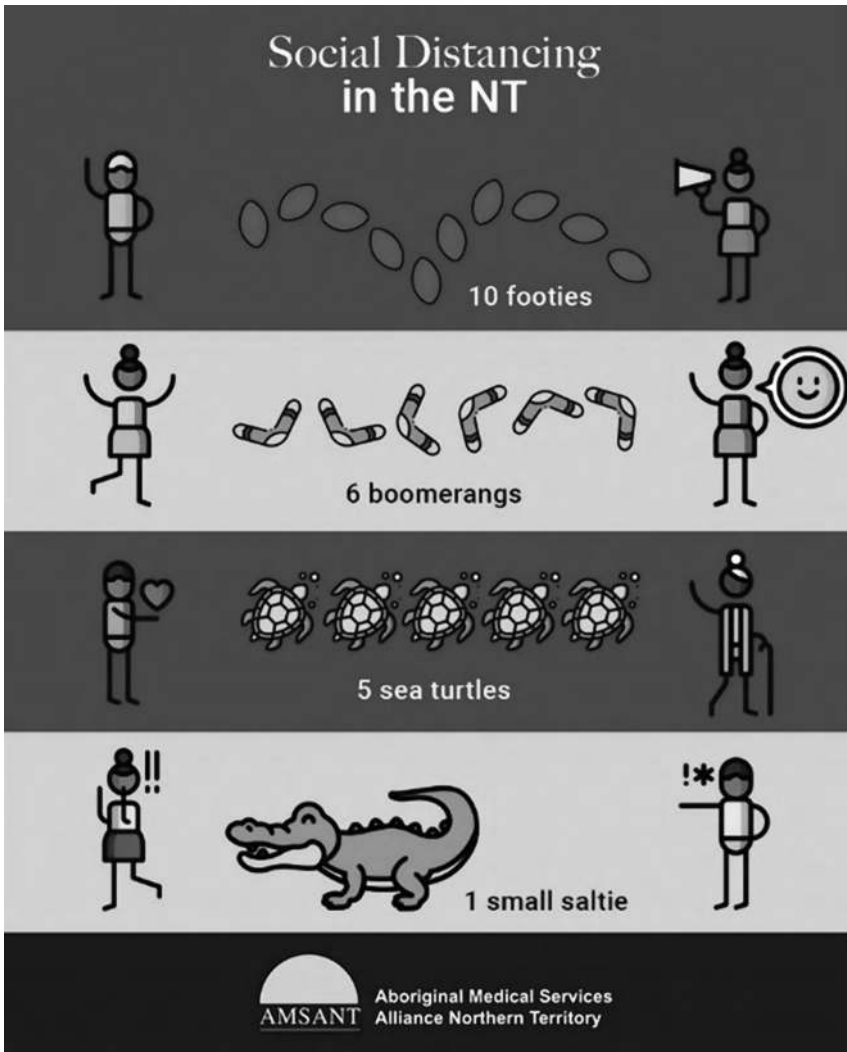 Social Distancing
in the NT
10 footies
6 boomerangs
5 sea turtles
!!
!*
1 small saltie
AMSANT
Aboriginal Medical Services
Alliance Northern Territory